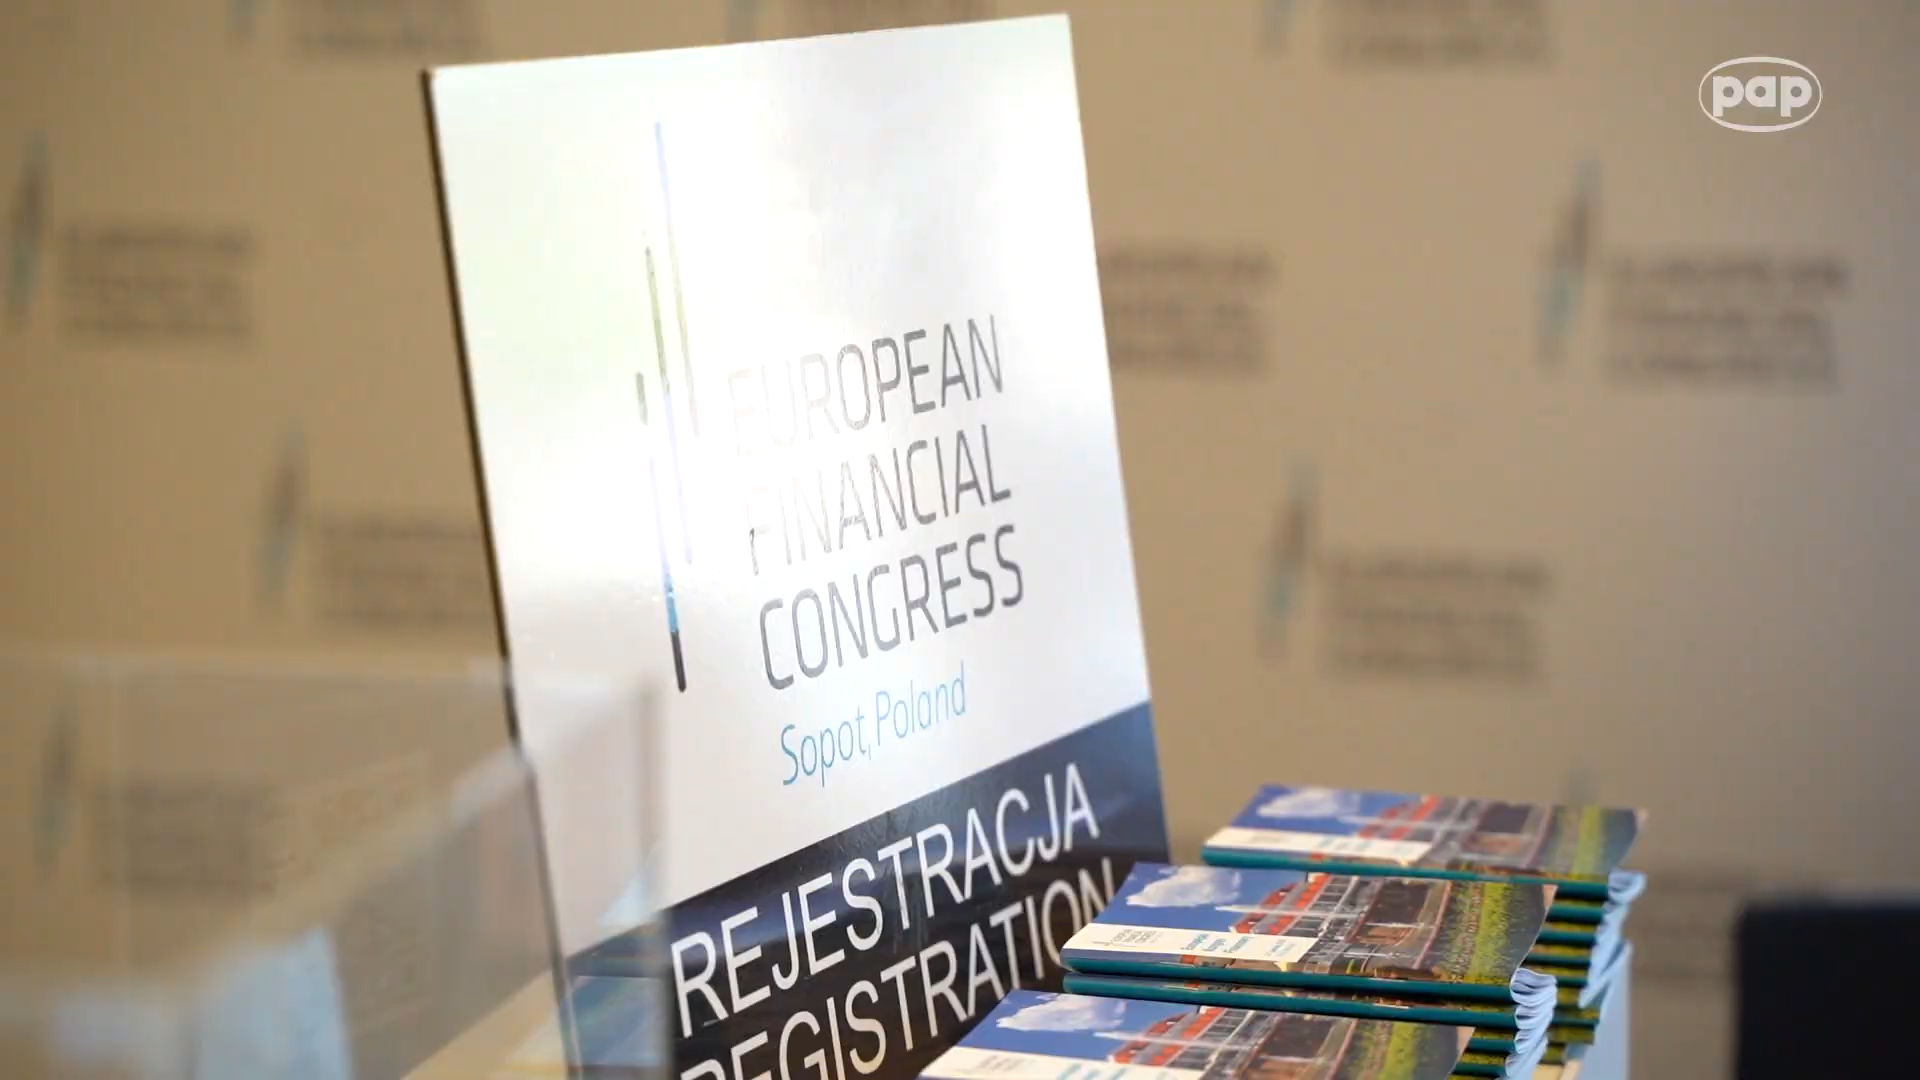 pap
EUROPEAN
FINANCIAL
CONGRESS
Sopot, Poland
REJESTRACJA
REGISTRATION